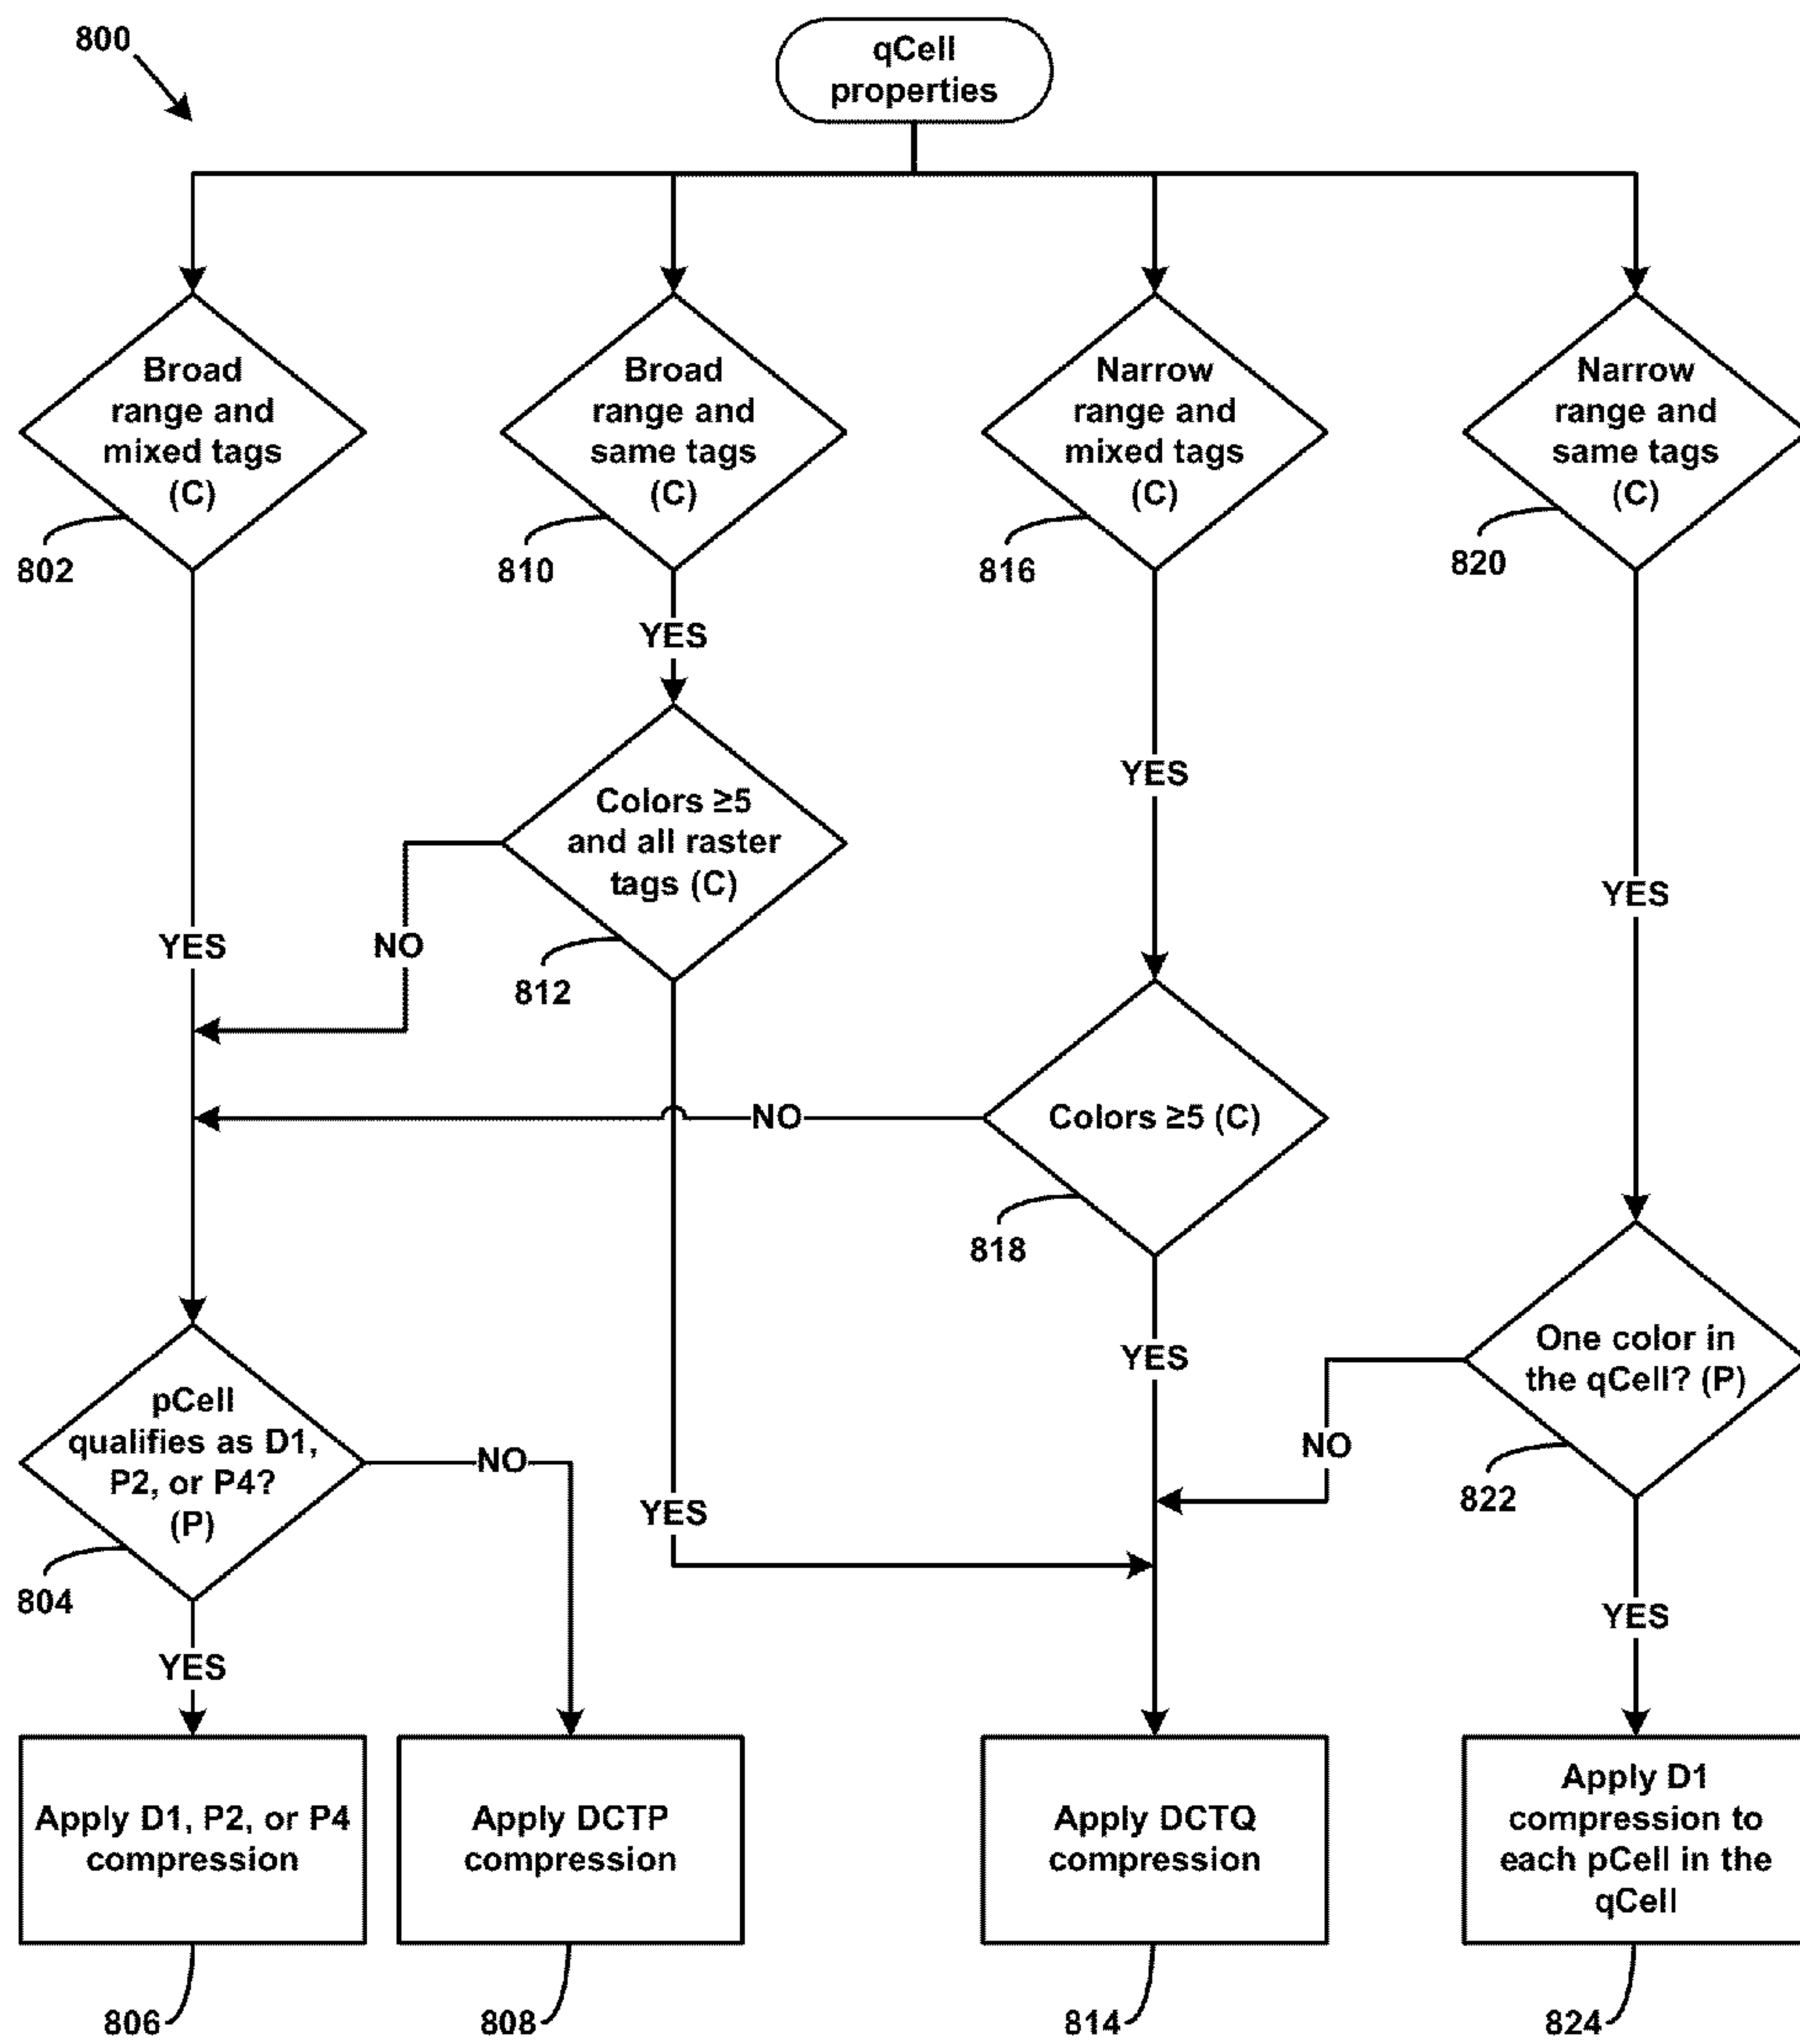 800
qCell
properties
Broad
range and
mixed tags
(C)
802
Broad
range and
same tags
(C)
810
Narrow
range and
mixed tags
(C)
816
Narrow
range and
same tags
(C)
820
YES
Colors ≥5
and all raster
tags (C)
812
YES
YES
YES
NO
Colors ≥5 (C)
818
NO
One color in
the qCell? (P)
822
YES
NO
pCell
qualifies as D1,
P2, or P4?
(P)
804
NO
YES
YES
YES
Apply D1, P2, or P4
compression
806
Apply DCTP
compression
808
Apply DCTQ
compression
814
Apply D1
compression to
each pCell in the
qCell
824